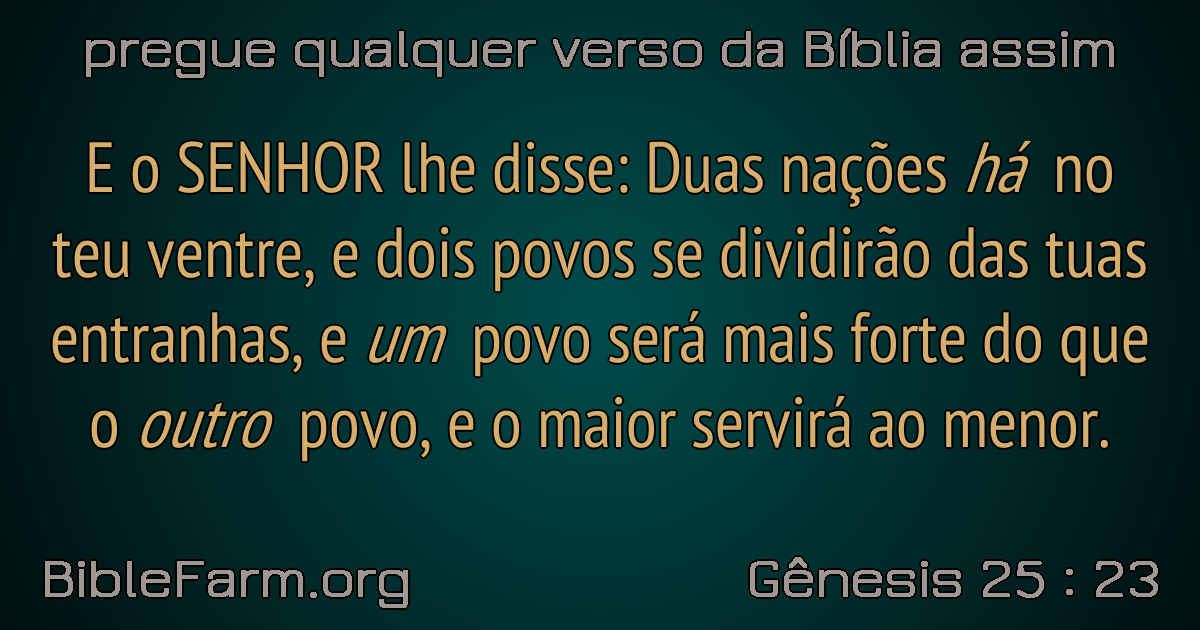 pregue qualquer verso da Bíblia assim
E o SENHOR lhe disse: Duas nações há no
teu ventre, e dois povos se dividirão das tuas
entranhas, e um povo será mais forte do que
o outro povo, e o maior servirá ao menor.
BibleFarm.org
Gênesis 25 : 23